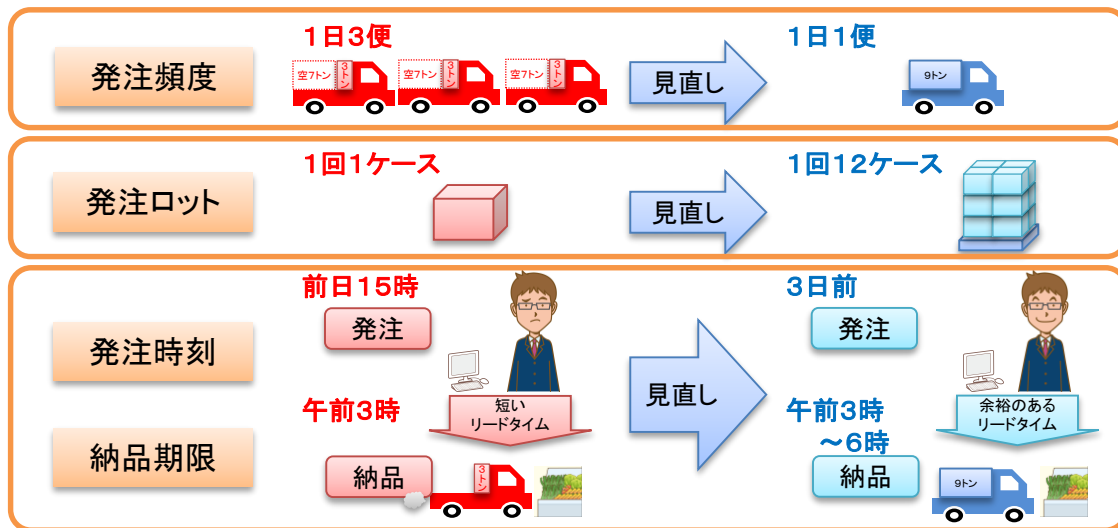 発注頻度
1日3便
空7トン
3トン
空7トン
3トン
空7トン
3トン
見直し
1日1便
9トン
発注ロット
1回1ケース
見直し
1回12ケース
発注時刻
納品期限
前日15時
発注
午前3時
短い
リードタイム
納品
3トン
見直し
3日前
発注
午前3時
～6時
余裕のある
リードタイム
納品
9トン